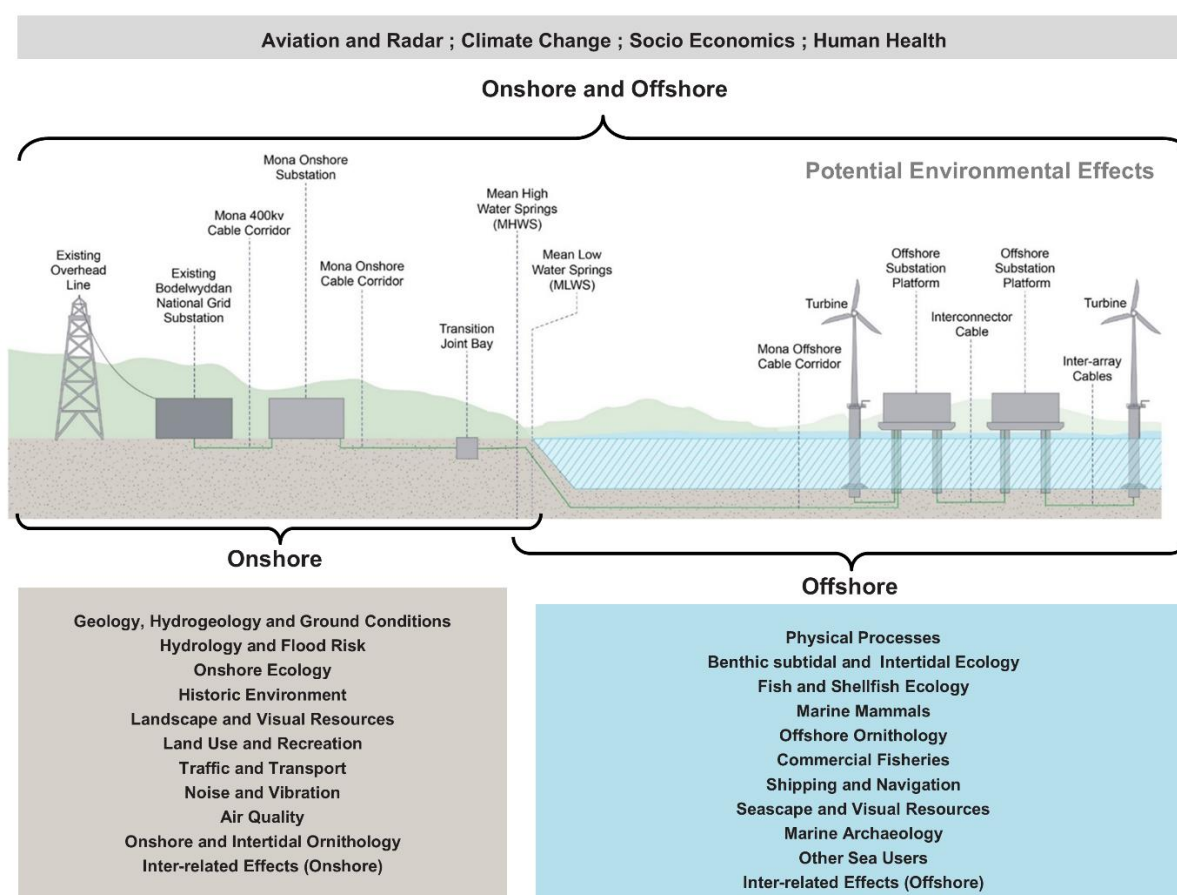 Aviation and Radar ; Climate Change ; Socio Economics ; Human Health
Onshore and Offshore
Potential Environmental Effects
Existing
Overhead
Line
Existing
Bodelwyddan
National Grid
Substation
Mona 400kv
Cable Corridor
Mona Onshore
Substation
Mona Onshore
Cable Corridor
Transition
Joint Bay
Mean High
Water Springs
(MHWS)
Mean Low
Water Springs
(MLWS)
Mona Offshore
Cable Corridor
Turbine
Offshore
Substation
Platform
Interconnector
Cable
Offshore
Substation
Platform
Inter-array
Cables
Turbine
Onshore
Geology, Hydrogeology and Ground Conditions
Hydrology and Flood Risk
Onshore Ecology
Historic Environment
Landscape and Visual Resources
Land Use and Recreation
Traffic and Transport
Noise and Vibration
Air Quality
Onshore and Intertidal Ornithology
Inter-related Effects (Onshore)
Offshore
Physical Processes
Benthic subtidal and Intertidal Ecology
Fish and Shellfish Ecology
Marine Mammals
Offshore Ornithology
Commercial Fisheries
Shipping and Navigation
Seascape and Visual Resources
Marine Archaeology
Other Sea Users
Inter-related Effects (Offshore)